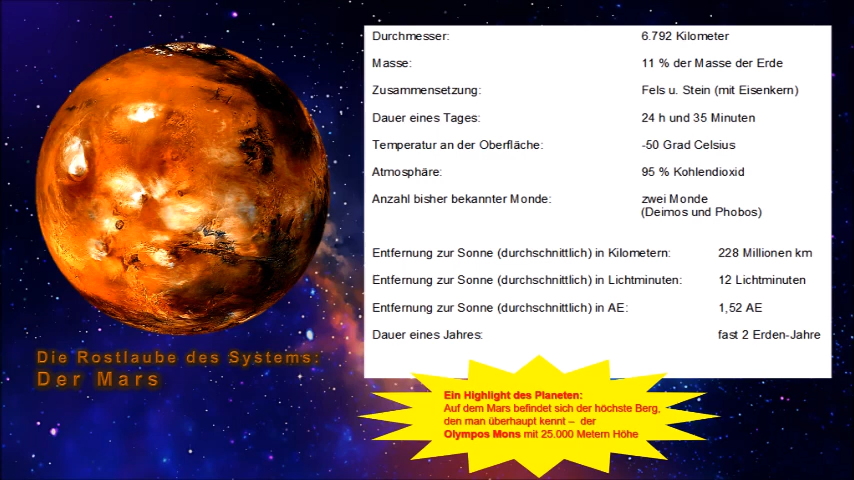 Durchmesser: 6.792 Kilometer
Masse: 11 % der Masse der Erde
Zusammensetzung: Fels u. Stein (mit Eisenkern)
Dauer eines Tages: 24 h und 35 Minuten
Temperatur an der Oberfläche: -50 Grad Celsius
Atmosphäre: 95 % Kohlendioxid
Anzahl bisher bekannter Monde: zwei Monde
(Deimos und Phobos)
Entfernung zur Sonne (durchschnittlich) in Kilometern: 228 Millionen km
Entfernung zur Sonne (durchschnittlich) in Lichtminuten: 12 Lichtminuten
Entfernung zur Sonne (durchschnittlich) in AE: 1,52 AE
Dauer eines Jahres: fast 2 Erden-Jahre
Die Rostlaube des Systems:
Der Mars
Ein Highlight des Planeten:
Auf dem Mars befindet sich der höchste Berg,
den man überhaupt kennt – der
Olympos Mons mit 25.000 Metern Höhe